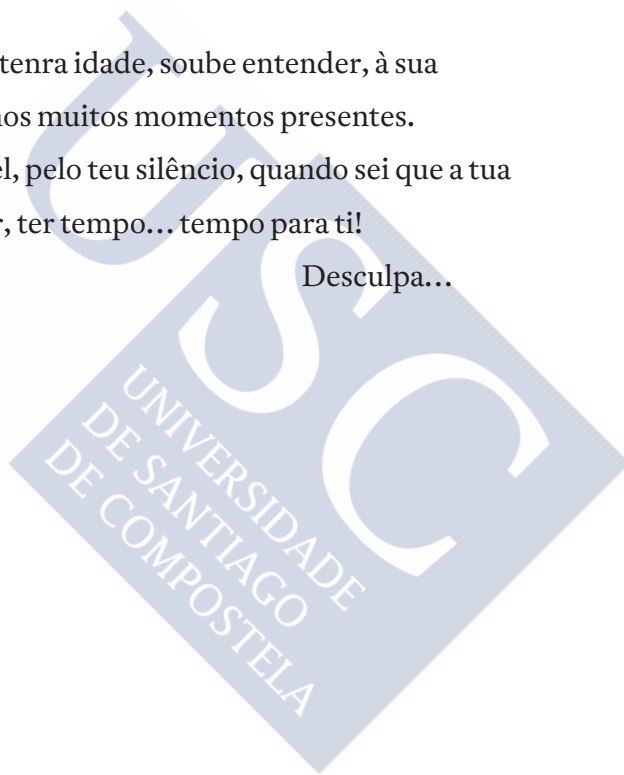 tenra idade, soube entender, à sua
nos muitos momentos presentes.
l, pelo teu silêncio, quando sei que a tua
, ter tempo… tempo para ti!
Desculpa…
USC
UNIVERSIDADE
DE SANTIAGO
DE COMPOSTELA